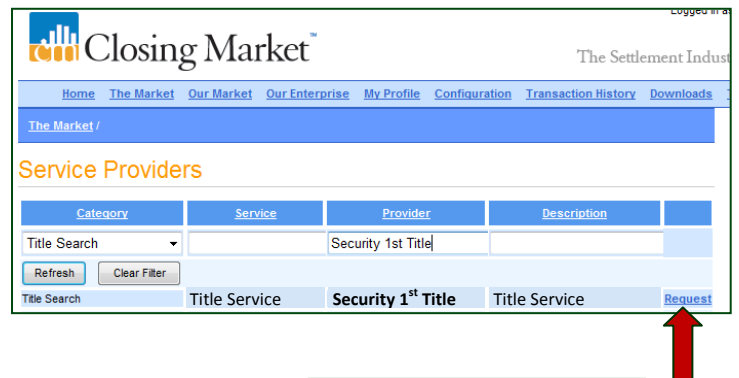 Logged in as
cm Closing Market™
The Settlement Indust
Home The Market Our Market Our Enterprise My Profile Configuration Transaction History Downloads
The Market /
Service Providers
Category Service Provider Description
Title Search Security 1st Title
Refresh Clear Filter
Title Search Title Service Security 1st Title Title Service Request